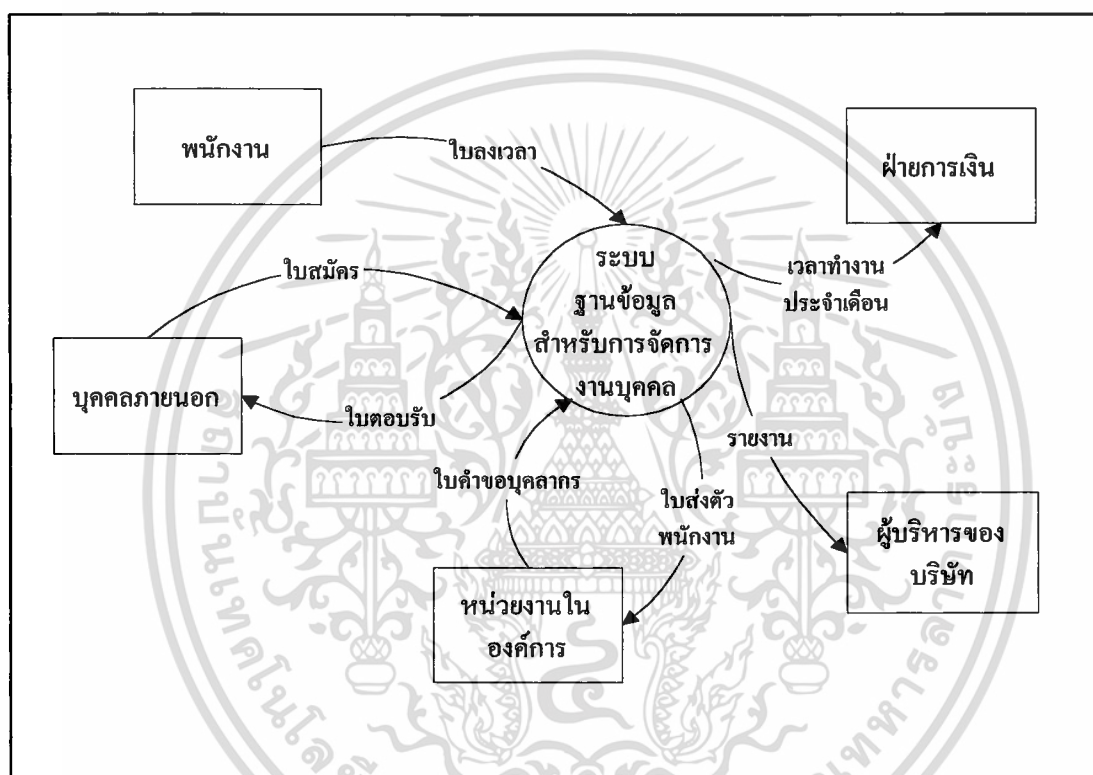 พนักงาน
ใบลงเวลา
ฝ่ายการเงิน
ระบบ
ฐานข้อมูล
สำหรับการจัดการ
งานบุคคล
เวลาทำงาน
ประจำเดือน
ใบสมัคร
บุคคลภายนอก
ใบตอบรับ
รายงาน
ใบคำขอบุคลากร
ใบส่งตัว
พนักงาน
ผู้บริหารของ
บริษัท
หน่วยงานใน
องค์การ